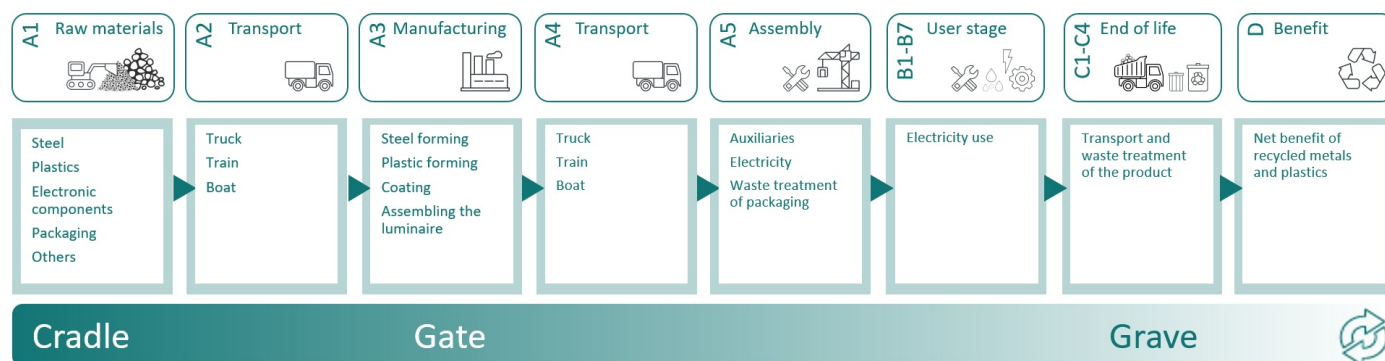 A1 Raw materials
A2 Transport
A3 Manufacturing
A4 Transport
A5 Assembly
B1-B7 User stage
C1-C4 End of life
D Benefit
Steel
Plastics
Electronic
components
Packaging
Others
Truck
Train
Boat
Steel forming
Plastic forming
Coating
Assembling the
luminaire
Truck
Train
Boat
Auxiliaries
Electricity
Waste treatment
of packaging
Electricity use
Transport and
waste treatment
of the product
Net benefit of
recycled metals
and plastics
Cradle
Gate
Grave